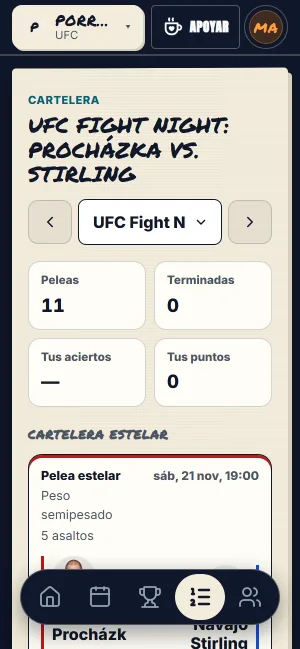 P
PORR...
UFC
APOYAR
MA
CARTELERA
UFC FIGHT NIGHT:
PROCHÁZKA VS.
STIRLING
UFC Fight N
Peleas
11
Terminadas
0
Tus aciertos
—
Tus puntos
0
CARTELERA ESTELAR
Pelea estelar
sáb, 21 nov, 19:00
Peso
semipesado
5 asaltos
Procházk
Navajo
Stirling